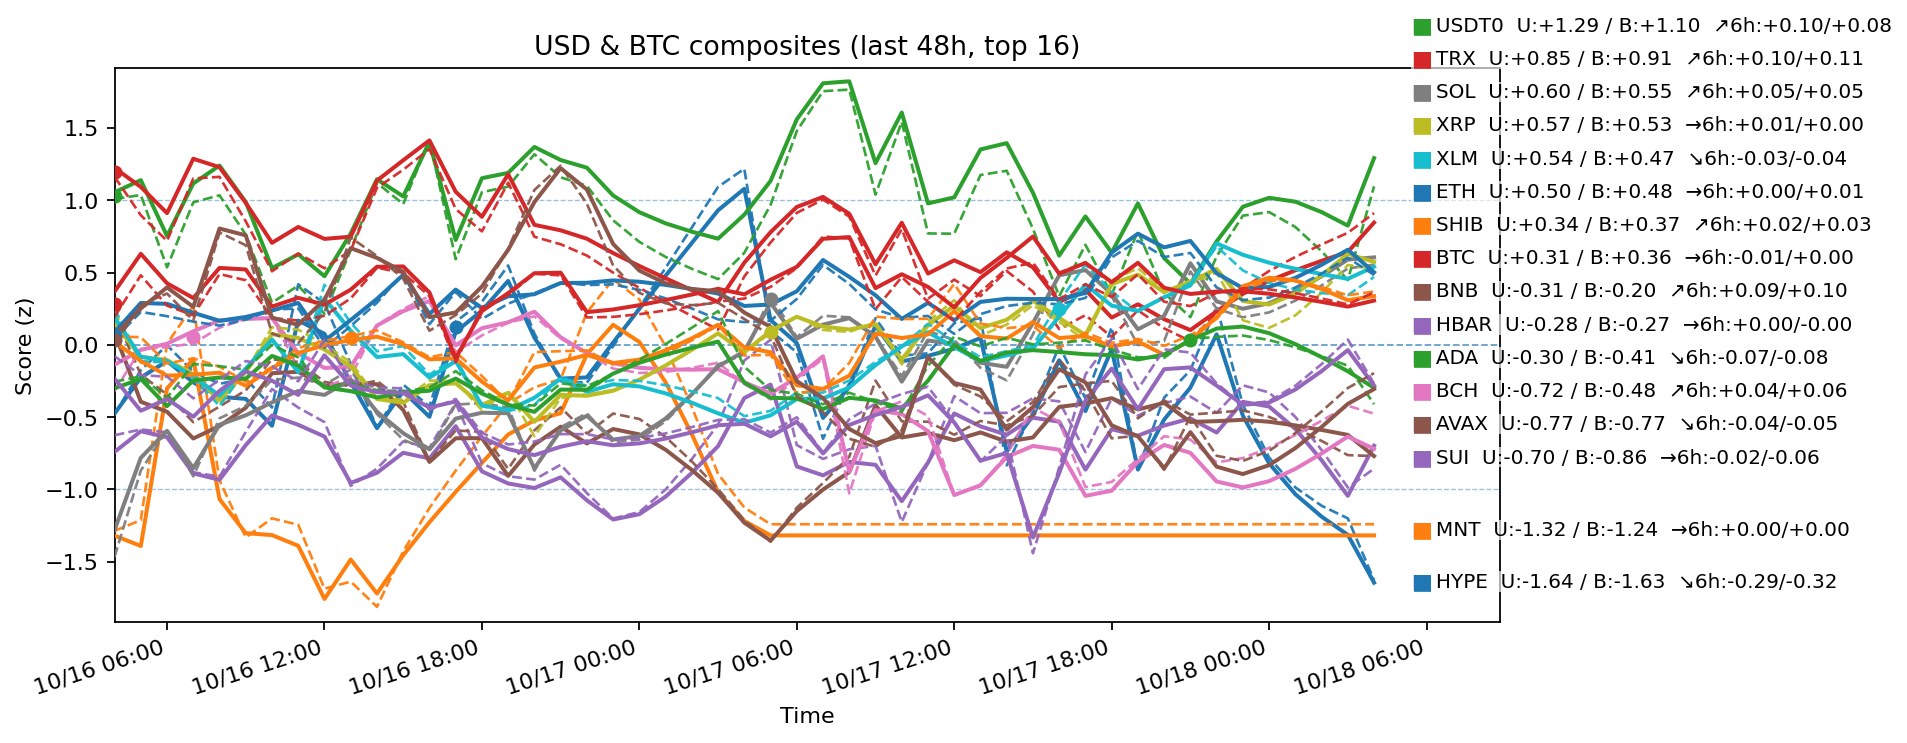 USD & BTC composites (last 48h, top 16)
USDT0 U:+1.29 / B:+1.10 ↗6h:+0.10/+0.08
TRX U:+0.85 / B:+0.91 ↗6h:+0.10/+0.11
SOL U:+0.60 / B:+0.55 ↗6h:+0.05/+0.05
XRP U:+0.57 / B:+0.53 →6h:+0.01/+0.00
XLM U:+0.54 / B:+0.47 ↘6h:-0.03/-0.04
ETH U:+0.50 / B:+0.48 →6h:+0.00/+0.01
SHIB U:+0.34 / B:+0.37 ↗6h:+0.02/+0.03
BTC U:+0.31 / B:+0.36 →6h:-0.01/+0.00
BNB U:-0.31 / B:-0.20 ↗6h:+0.09/+0.10
HBAR U:-0.28 / B:-0.27 →6h:+0.00/-0.00
ADA U:-0.30 / B:-0.41 ↘6h:-0.07/-0.08
BCH U:-0.72 / B:-0.48 ↗6h:+0.04/+0.06
AVAX U:-0.77 / B:-0.77 ↘6h:-0.04/-0.05
SUI U:-0.70 / B:-0.86 →6h:-0.02/-0.06
MNT U:-1.32 / B:-1.24 →6h:+0.00/+0.00
HYPE U:-1.64 / B:-1.63 ↘6h:-0.29/-0.32
Score (z)
1.5
1.0
0.5
0.0
−0.5
−1.0
−1.5
10/16 06:00
10/16 12:00
10/16 18:00
10/17 00:00
10/17 06:00
10/17 12:00
10/17 18:00
10/18 00:00
10/18 06:00
Time